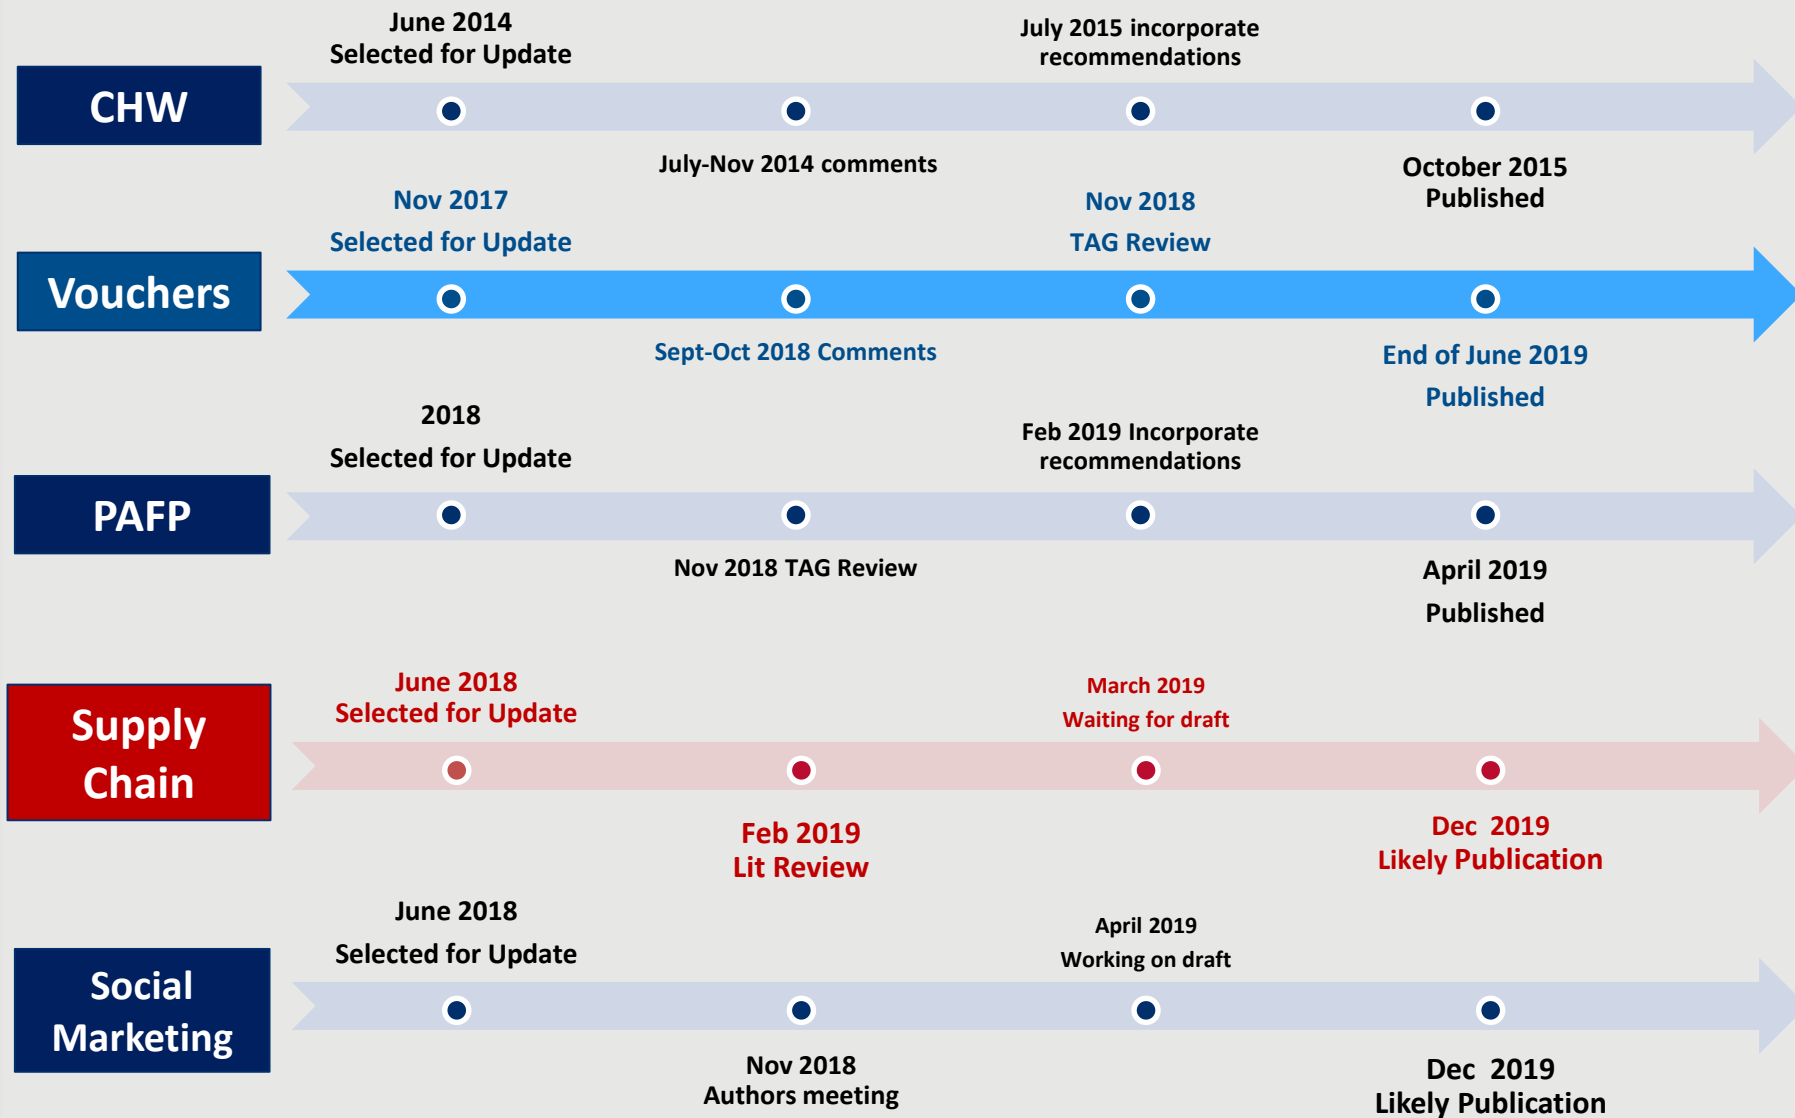 June 2014
Selected for Update
July 2015 incorporate
recommendations
CHW
July-Nov 2014 comments
October 2015
Published
Nov 2017
Selected for Update
Nov 2018
TAG Review
Vouchers
Sept-Oct 2018 Comments
End of June 2019
Published
2018
Selected for Update
Feb 2019 Incorporate
recommendations
PAFP
Nov 2018 TAG Review
April 2019
Published
June 2018
Selected for Update
March 2019
Waiting for draft
Supply
Chain
Feb 2019
Lit Review
Dec 2019
Likely Publication
June 2018
Selected for Update
April 2019
Working on draft
Social
Marketing
Nov 2018
Authors meeting
Dec 2019
Likely Publication